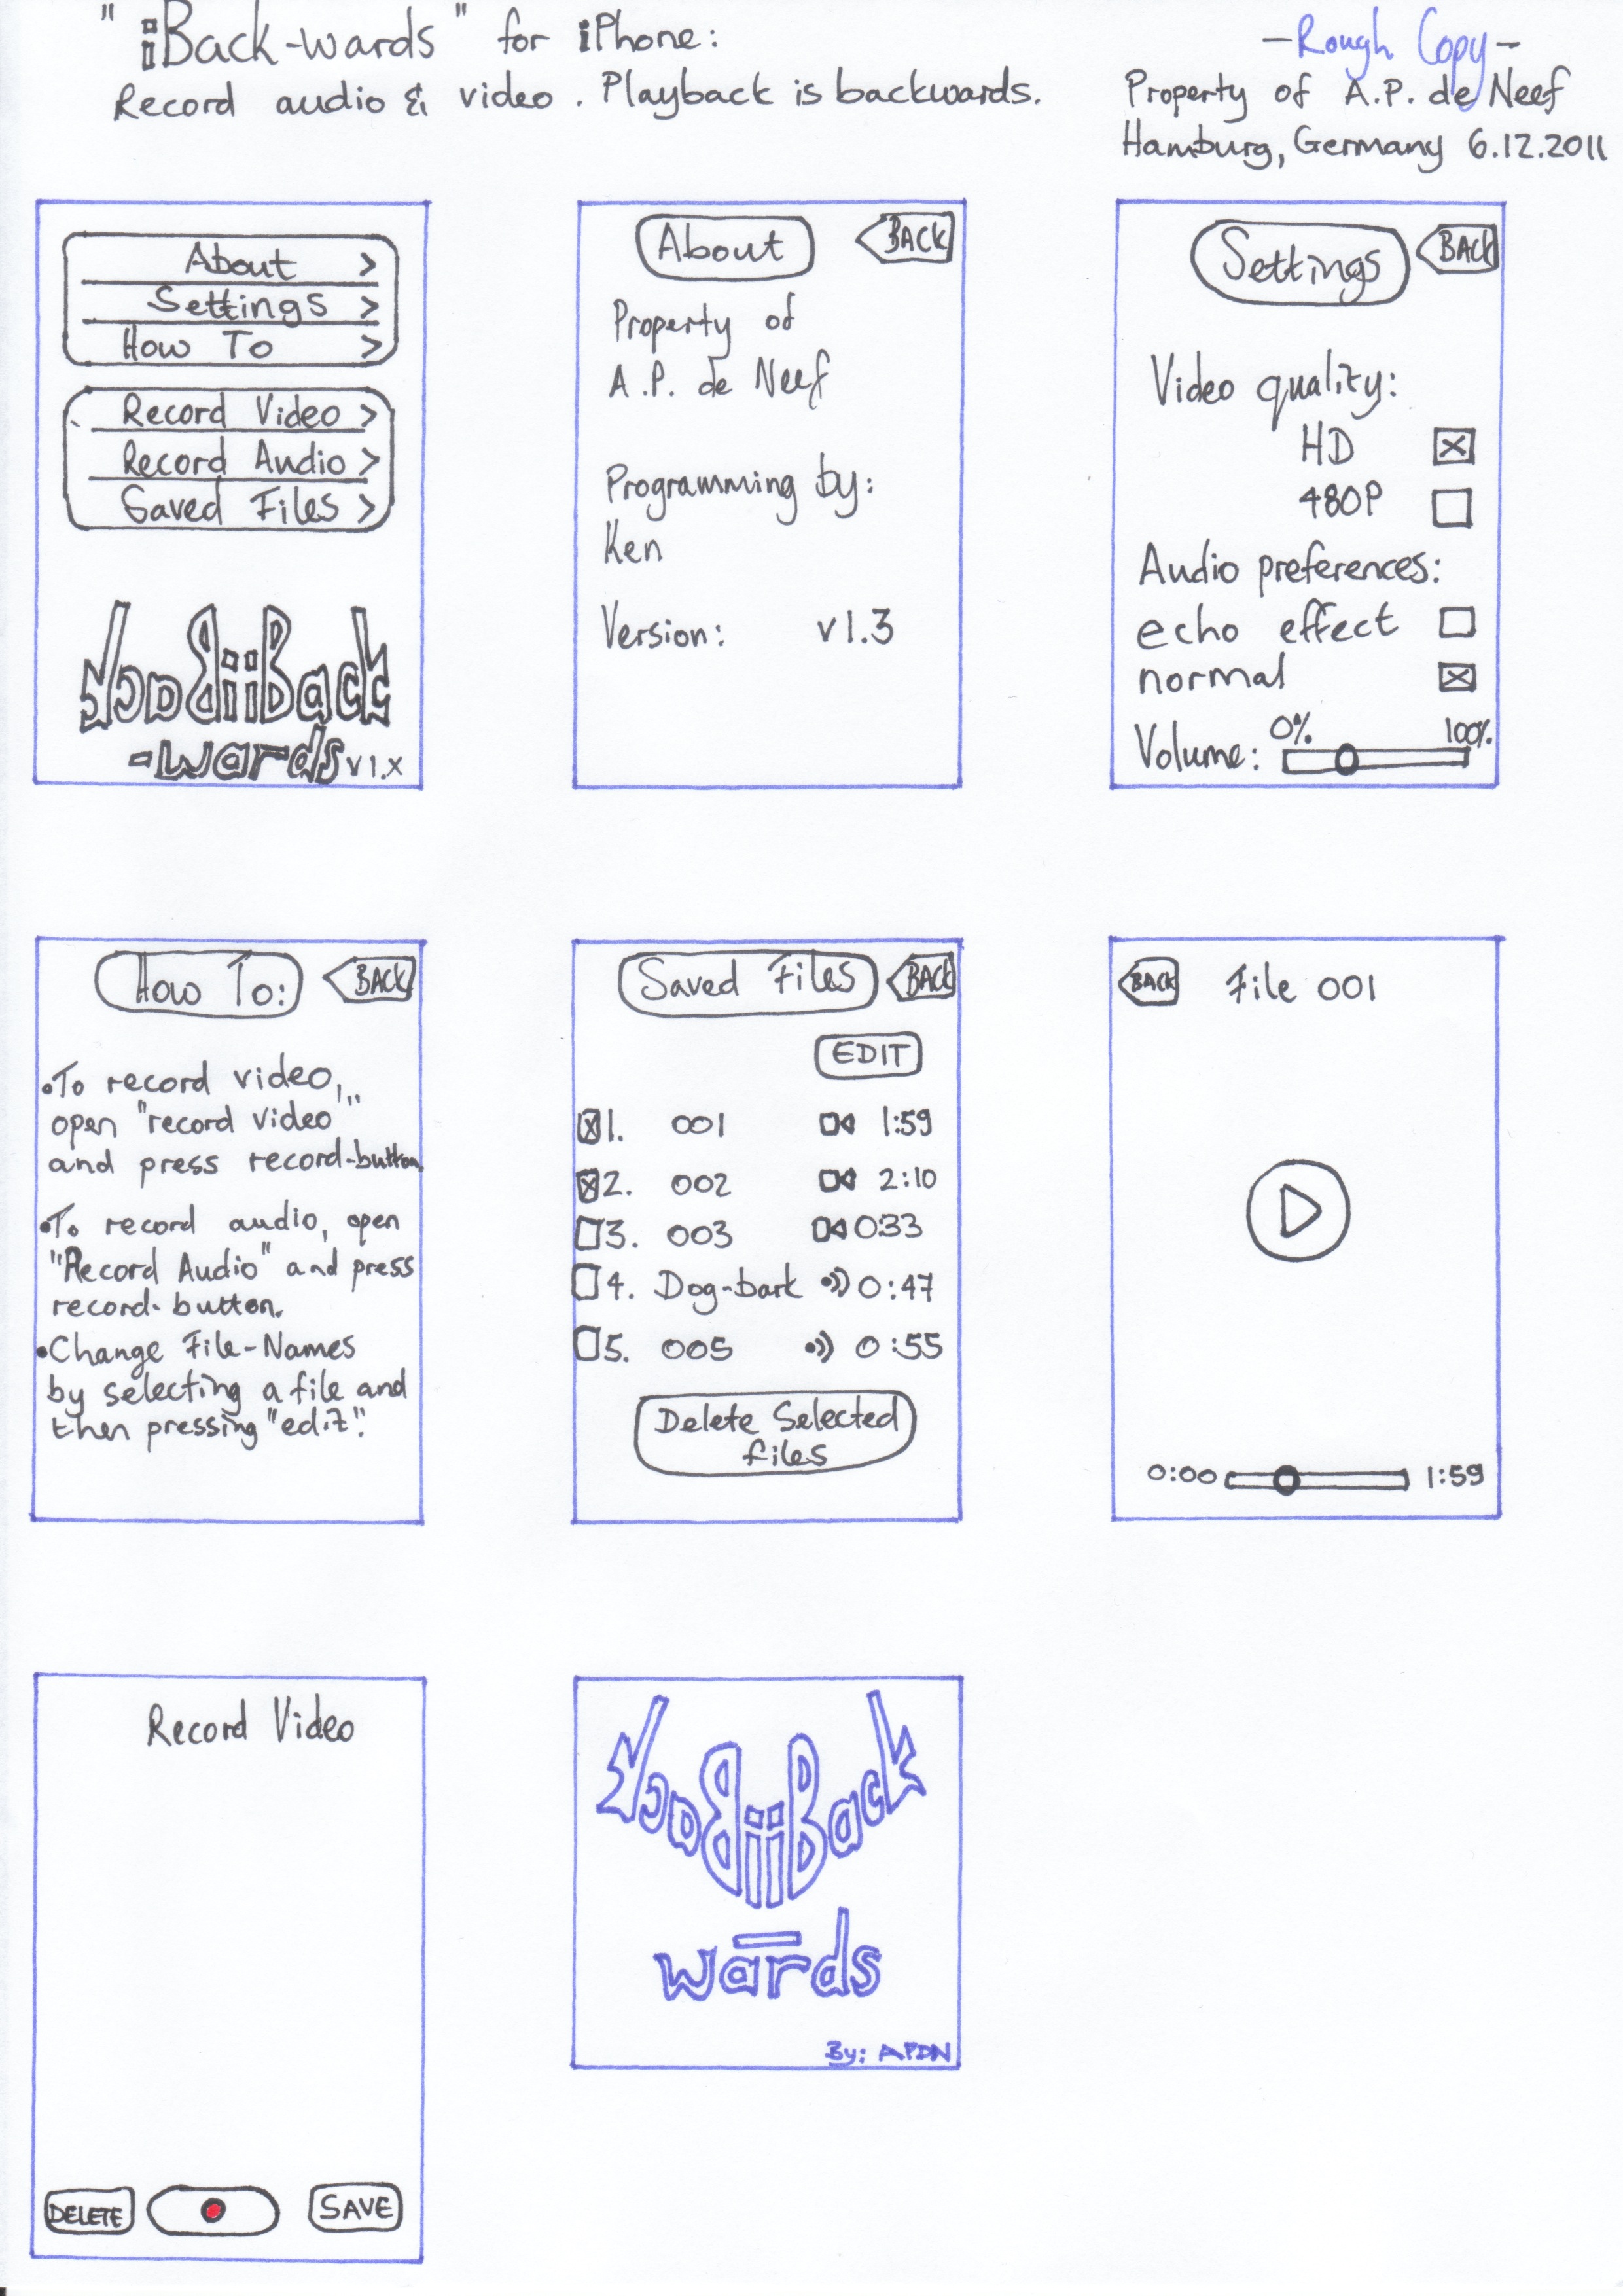 "iBack-wards" for iPhone:
Record audio & video. Playback is backwards.
-Rough Copy-
Property of A.P. de Neef
Hamburg, Germany 6.12.2011
About >
Settings >
How To >
Record Video >
Record Audio >
Saved Files >
kcaBiiBack
-wards v1.x
About
BACK
Property of
A.P. de Neef
Programming by:
Ken
Version: v1.3
Settings
BACK
Video quality:
HD
480P
Audio preferences:
echo effect
normal
0% 100%
Volume:
How To:
BACK
•To record video,
open "record video"
and press record-button
•To record audio, open
"Record Audio" and press
record-button.
•Change File-Names
by selecting a file and
then pressing "edit".
Saved Files
BACK
EDIT
1. 001 1:59
2. 002 2:10
3. 003 0:33
4. Dog-bark 0:47
5. 005 0:55
Delete Selected
files
BACK
File 001
0:00 1:59
Record Video
DELETE
SAVE
kcaBiiBack
-
wards
By: APDN